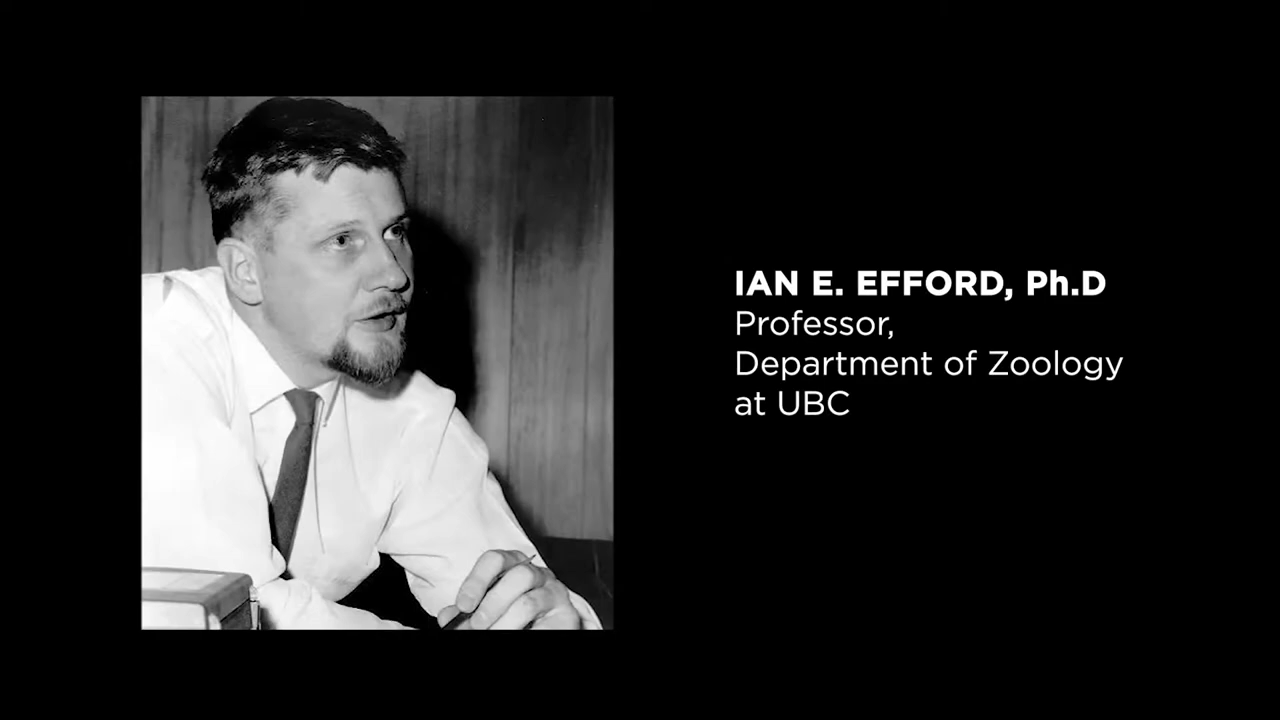 IAN E. EFFORD, Ph.D
Professor,
Department of Zoology
at UBC